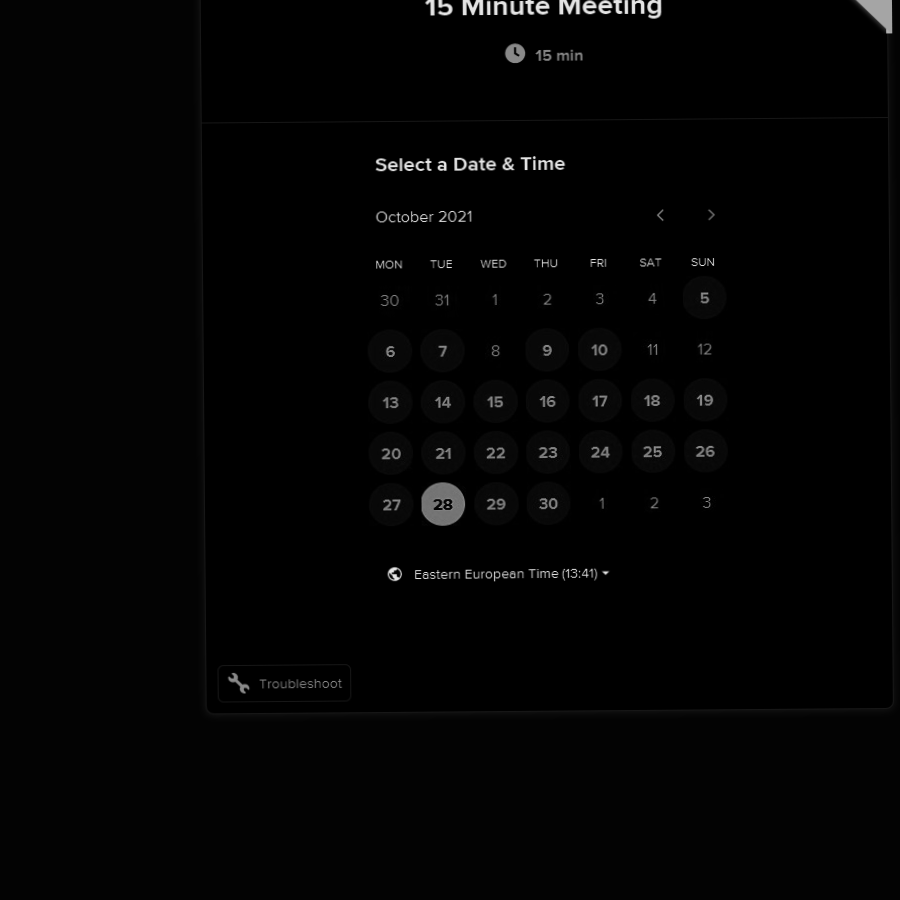 15 Minute Meeting
15 min
Select a Date & Time
October 2021
MON TUE WED THU FRI SAT SUN
30 31 1 2 3 4 5
6 7 8 9 10 11 12
13 14 15 16 17 18 19
20 21 22 23 24 25 26
27 28 29 30 1 2 3
Eastern European Time (13:41)
Troubleshoot